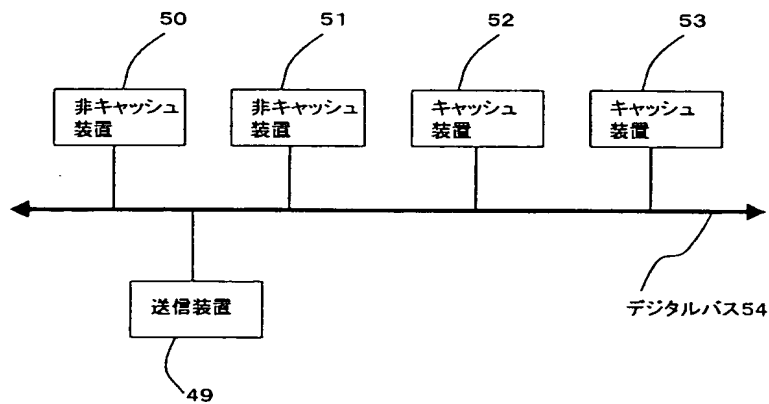 50
51
52
53
非キャッシュ
装置
非キャッシュ
装置
キャッシュ
装置
キャッシュ
装置
送信装置
デジタルバス54
49